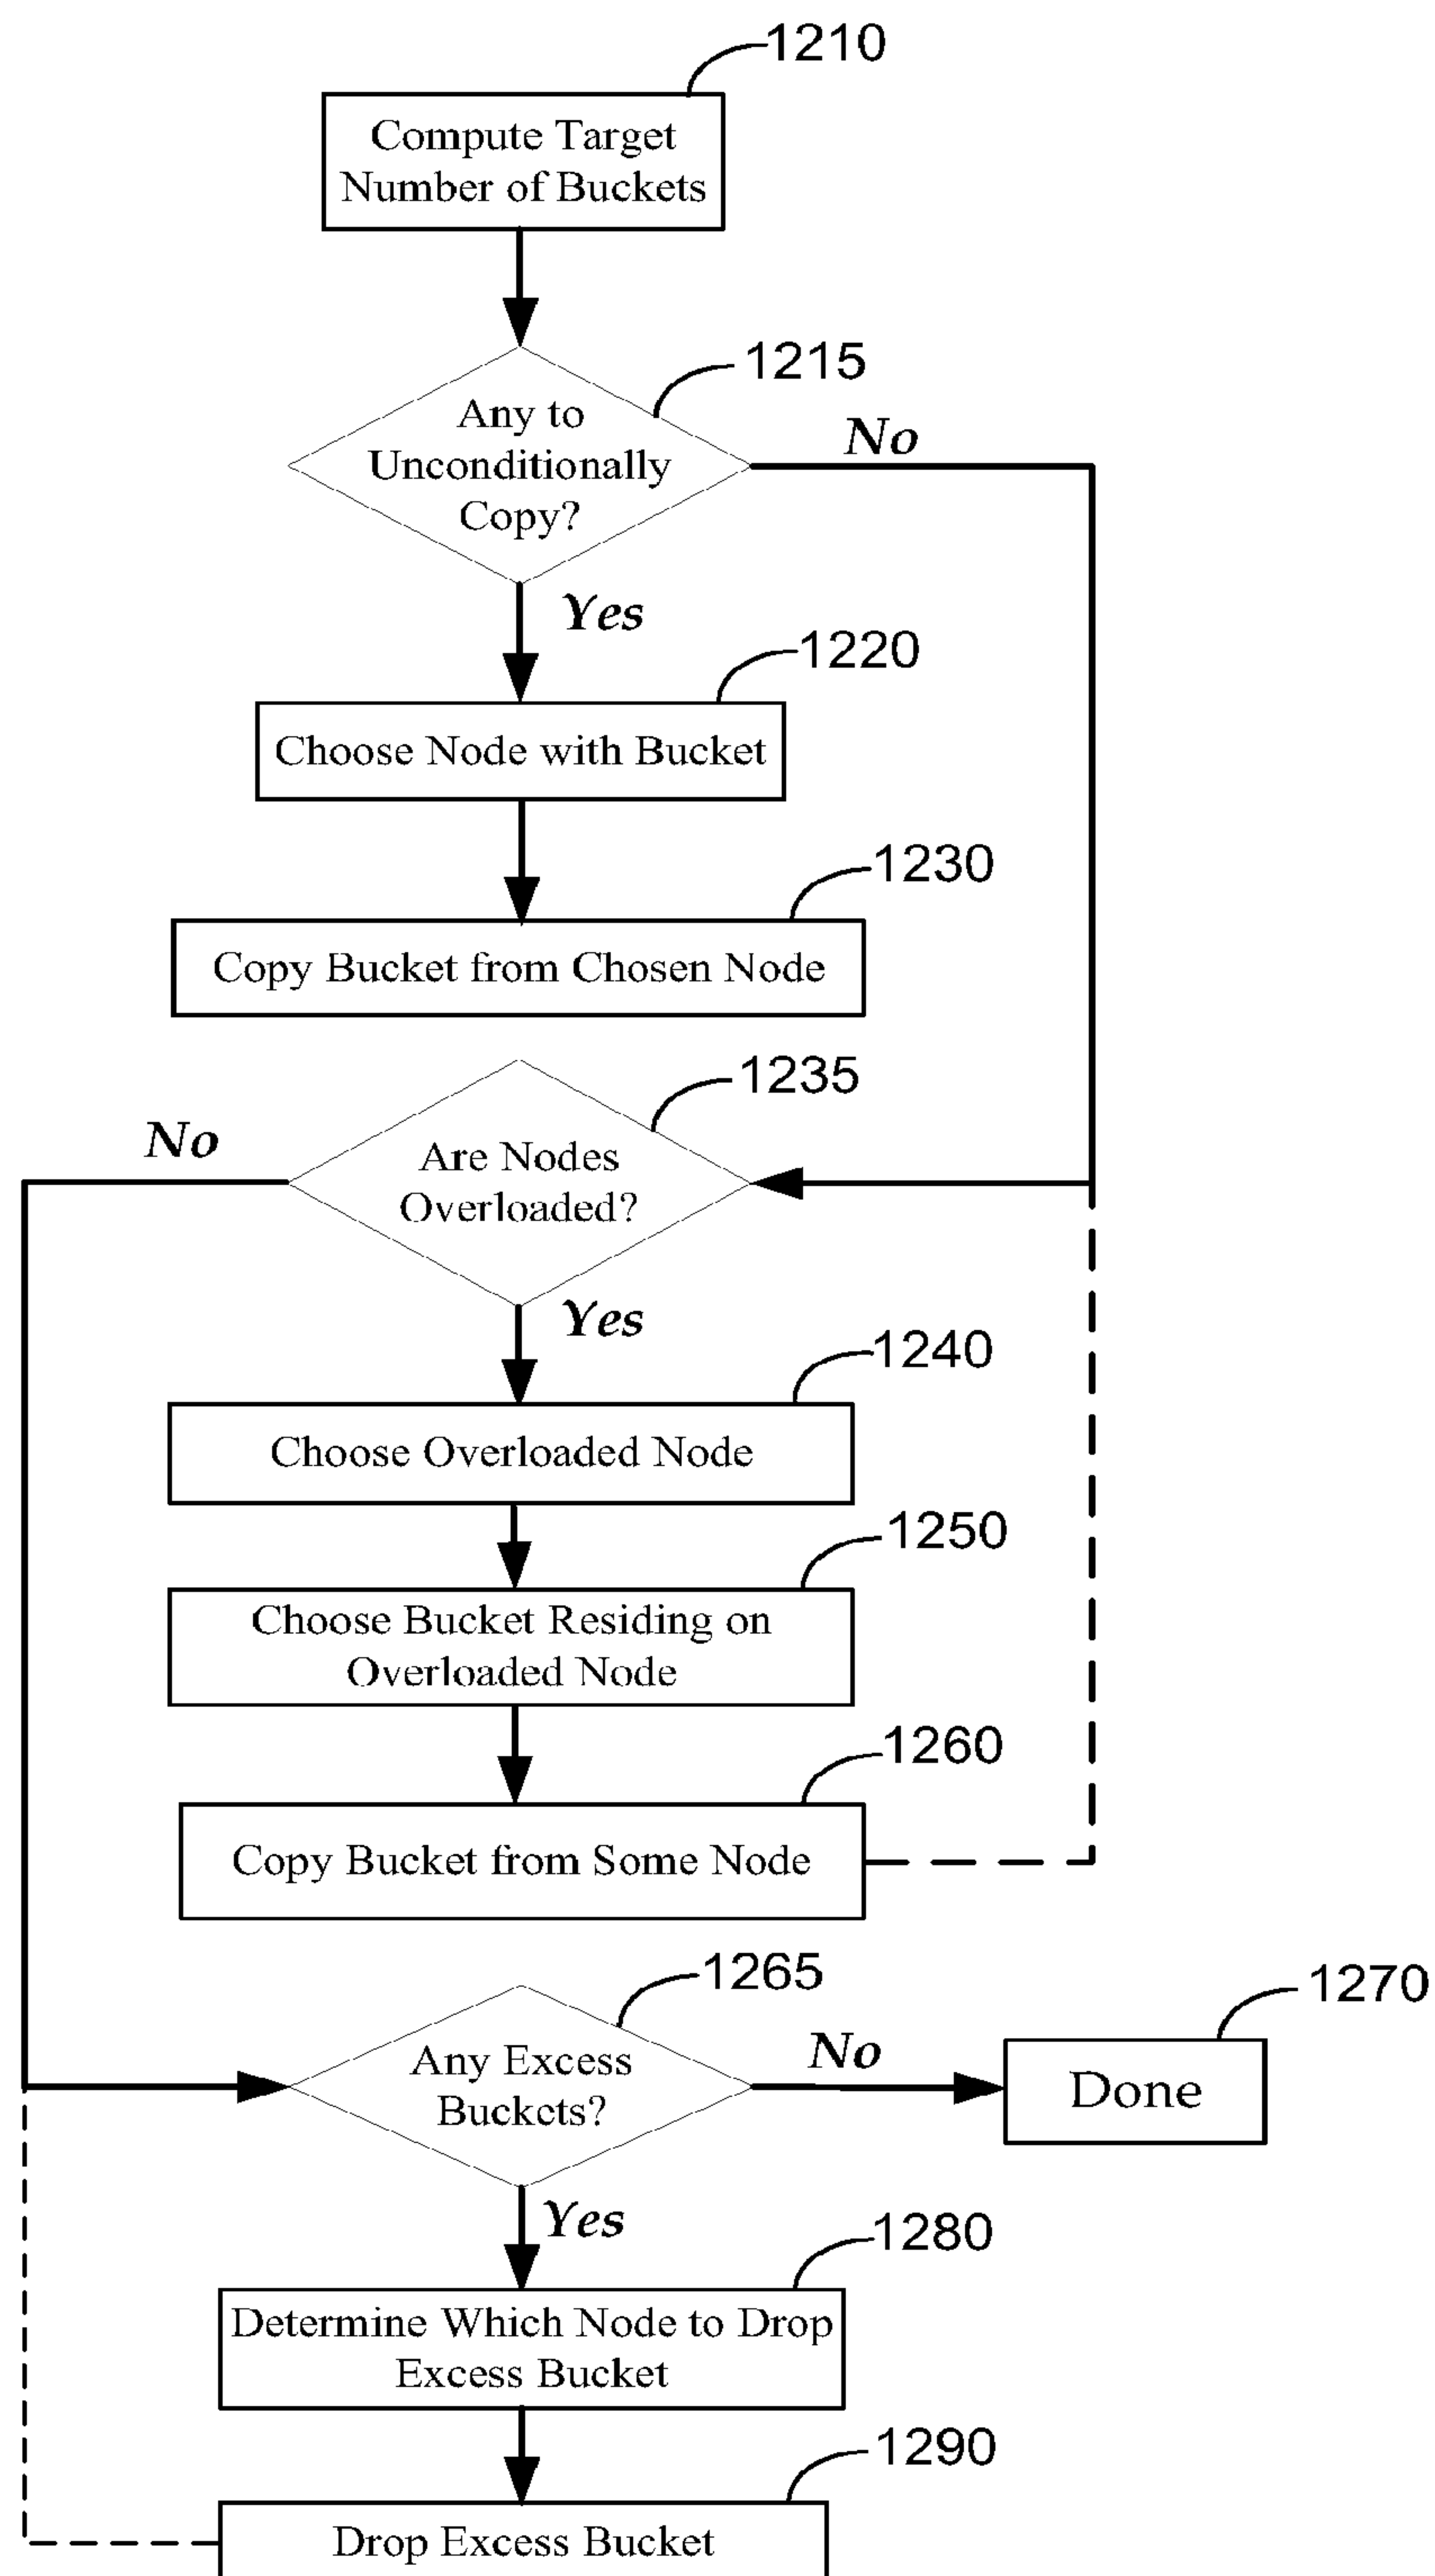 1210
Compute Target
Number of Buckets
1215
Any to
Unconditionally
Copy?
No
Yes
1220
Choose Node with Bucket
1230
Copy Bucket from Chosen Node
1235
No
Are Nodes
Overloaded?
Yes
1240
Choose Overloaded Node
1250
Choose Bucket Residing on
Overloaded Node
1260
Copy Bucket from Some Node
1265
1270
Any Excess
Buckets?
No
Done
Yes
1280
Determine Which Node to Drop
Excess Bucket
1290
Drop Excess Bucket